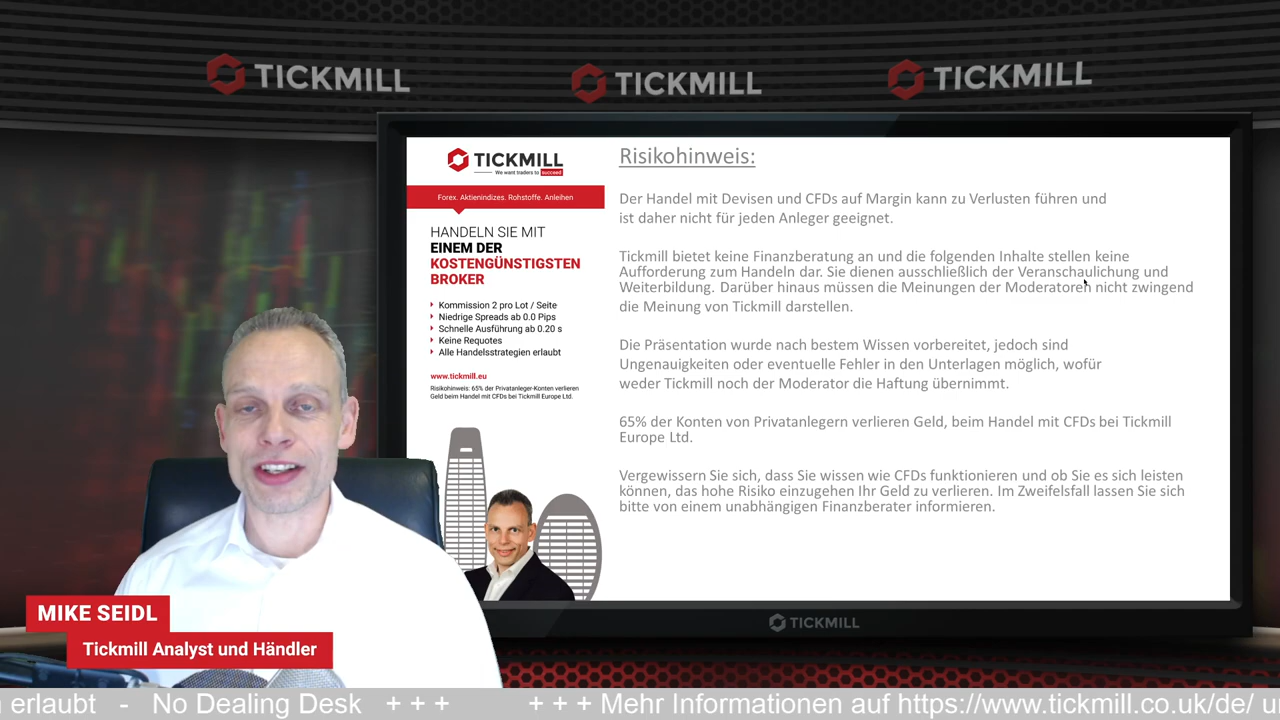 TICKMILL
TICKMILL
TICKMILL
TICKMILL
We want traders to succeed
Forex. Aktienindizes. Rohstoffe. Anleihen
HANDELN SIE MIT
EINEM DER
KOSTENGÜNSTIGSTEN
BROKER
Kommission 2 pro Lot / Seite
Niedrige Spreads ab 0.0 Pips
Schnelle Ausführung ab 0.20 s
Keine Requotes
Alle Handelsstrategien erlaubt
www.tickmill.eu
Risikohinweis: 65% der Privatanleger-Konten verlieren
Geld beim Handel mit CFDs bei Tickmill Europe Ltd.
Risikohinweis:
Der Handel mit Devisen und CFDs auf Margin kann zu Verlusten führen und
ist daher nicht für jeden Anleger geeignet.
Tickmill bietet keine Finanzberatung an und die folgenden Inhalte stellen keine
Aufforderung zum Handeln dar. Sie dienen ausschließlich der Veranschaulichung und
Weiterbildung. Darüber hinaus müssen die Meinungen der Moderatoren nicht zwingend
die Meinung von Tickmill darstellen.
Die Präsentation wurde nach bestem Wissen vorbereitet, jedoch sind
Ungenauigkeiten oder eventuelle Fehler in den Unterlagen möglich, wofür
weder Tickmill noch der Moderator die Haftung übernimmt.
65% der Konten von Privatanlegern verlieren Geld, beim Handel mit CFDs bei Tickmill
Europe Ltd.
Vergewissern Sie sich, dass Sie wissen wie CFDs funktionieren und ob Sie es sich leisten
können, das hohe Risiko einzugehen Ihr Geld zu verlieren. Im Zweifelsfall lassen Sie sich
bitte von einem unabhängigen Finanzberater informieren.
TICKMILL
MIKE SEIDL
Tickmill Analyst und Händler
erlaubt - No Dealing Desk + + + + + + Mehr Informationen auf https://www.tickmill.co.uk/de/ u